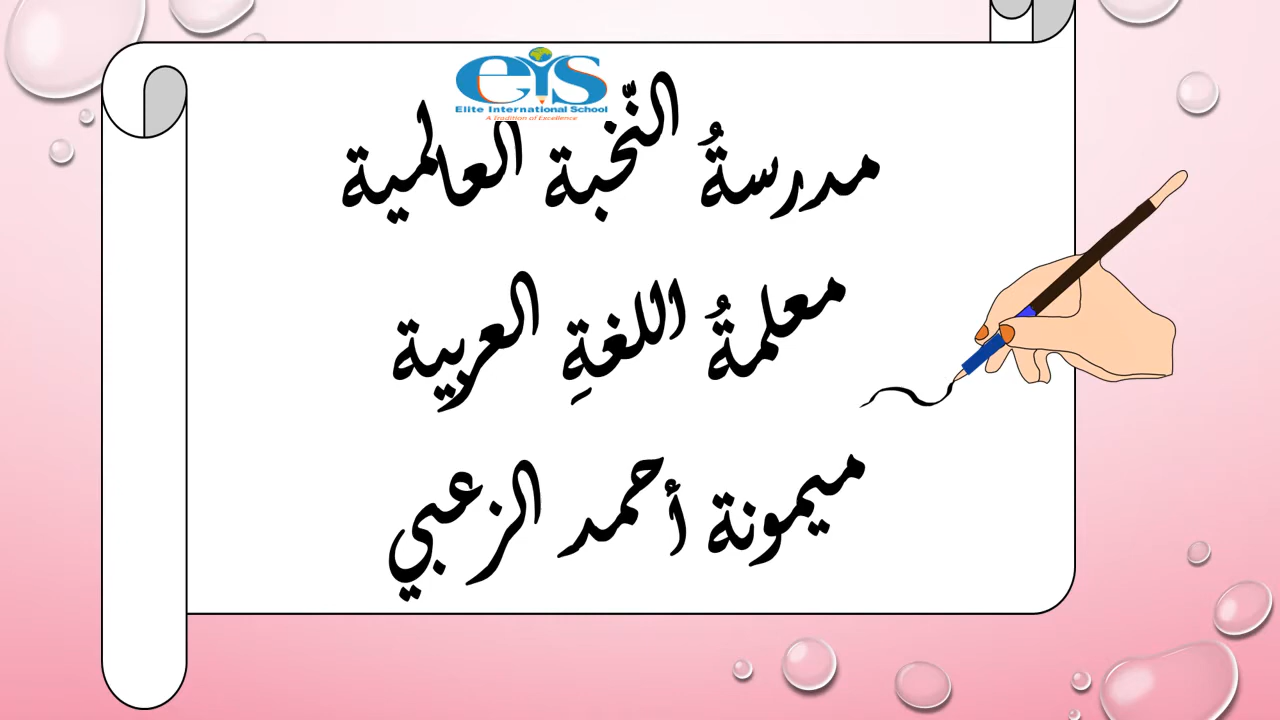 eis
Elite International School
A Tradition of Excellence
مدرسةُ النّخبة العالمية
معلمةُ اللغةِ العربية
ميمونة أحمد الزعبي